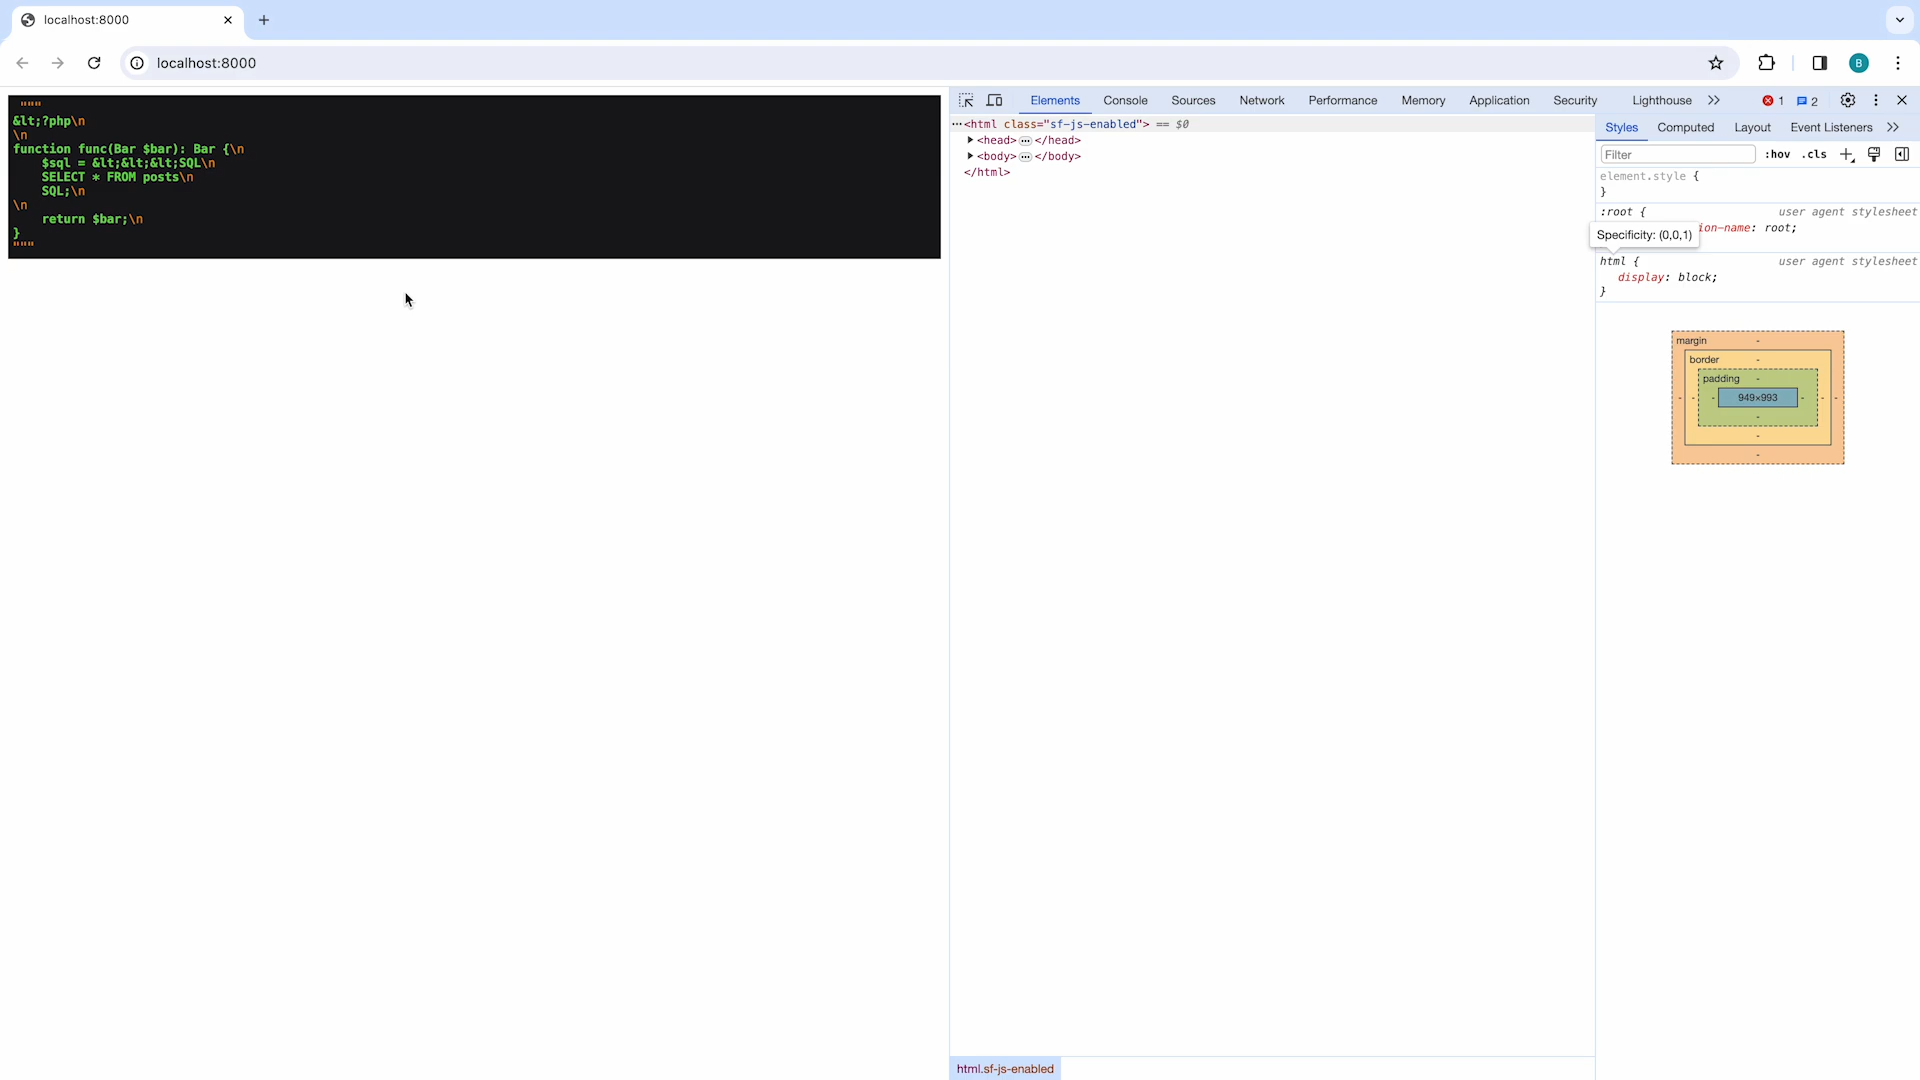 localhost:8000
localhost:8000
B
"""
&lt;?php\n
\n
function func(Bar $bar): Bar {\n
    $sql = &lt;&lt;&lt;SQL\n
    SELECT * FROM posts\n
    SQL;\n
\n
    return $bar;\n
}
"""
Elements Console Sources Network Performance Memory Application Security Lighthouse 1 2
<html class="sf-js-enabled"> == $0
<head> </head>
<body> </body>
</html>
Styles Computed Layout Event Listeners
Filter :hov .cls
element.style {
}
:root { user agent stylesheet
ion-name: root;
Specificity: (0,0,1)
html { user agent stylesheet
display: block;
}
margin -
border -
padding -
- - - 949×993 - - -
-
-
-
html.sf-js-enabled